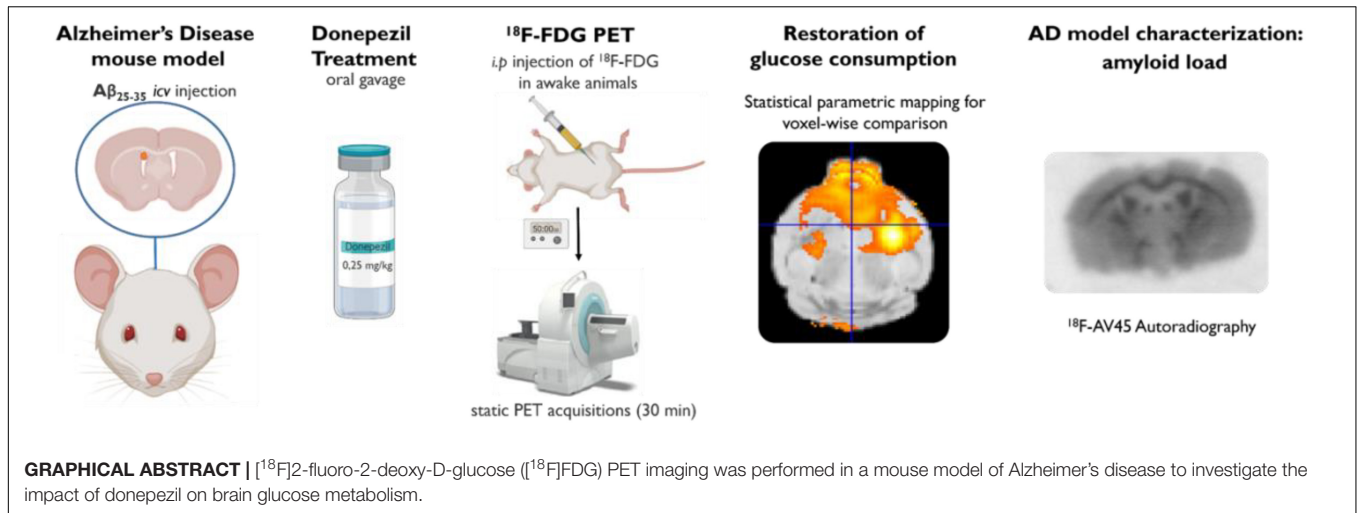 Alzheimer's Disease
mouse model
Aβ₂₅₋₃₅ icv injection
Donepezil
Treatment
oral gavage
Donepezil
0,25 mg/kg
¹⁸F-FDG PET
i.p injection of ¹⁸F-FDG
in awake animals
50:00
static PET acquisitions (30 min)
Restoration of
glucose consumption
Statistical parametric mapping for
voxel-wise comparison
AD model characterization:
amyloid load
¹⁸F-AV45 Autoradiography
GRAPHICAL ABSTRACT | [¹⁸F]2-fluoro-2-deoxy-D-glucose ([¹⁸F]FDG) PET imaging was performed in a mouse model of Alzheimer's disease to investigate the
impact of donepezil on brain glucose metabolism.